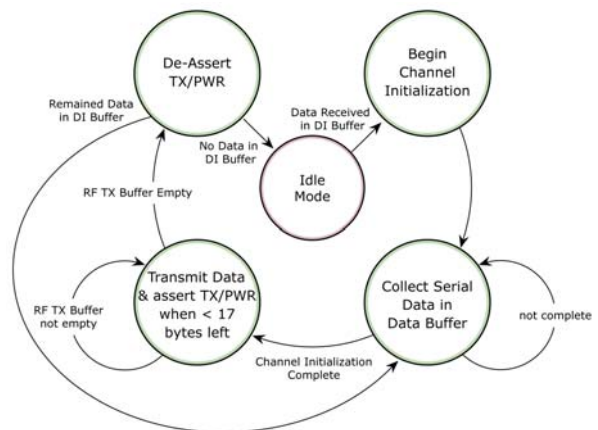 De-Assert
TX/PWR
Begin
Channel
Initialization
Remained Data
in DI Buffer
Data Received
in DI Buffer
No Data in
DI Buffer
Idle
Mode
RF TX Buffer Empty
Transmit Data
& assert TX/PWR
when < 17
bytes left
Collect Serial
Data in
Data Buffer
RF TX Buffer
not empty
not complete
Channel Initialization
Complete